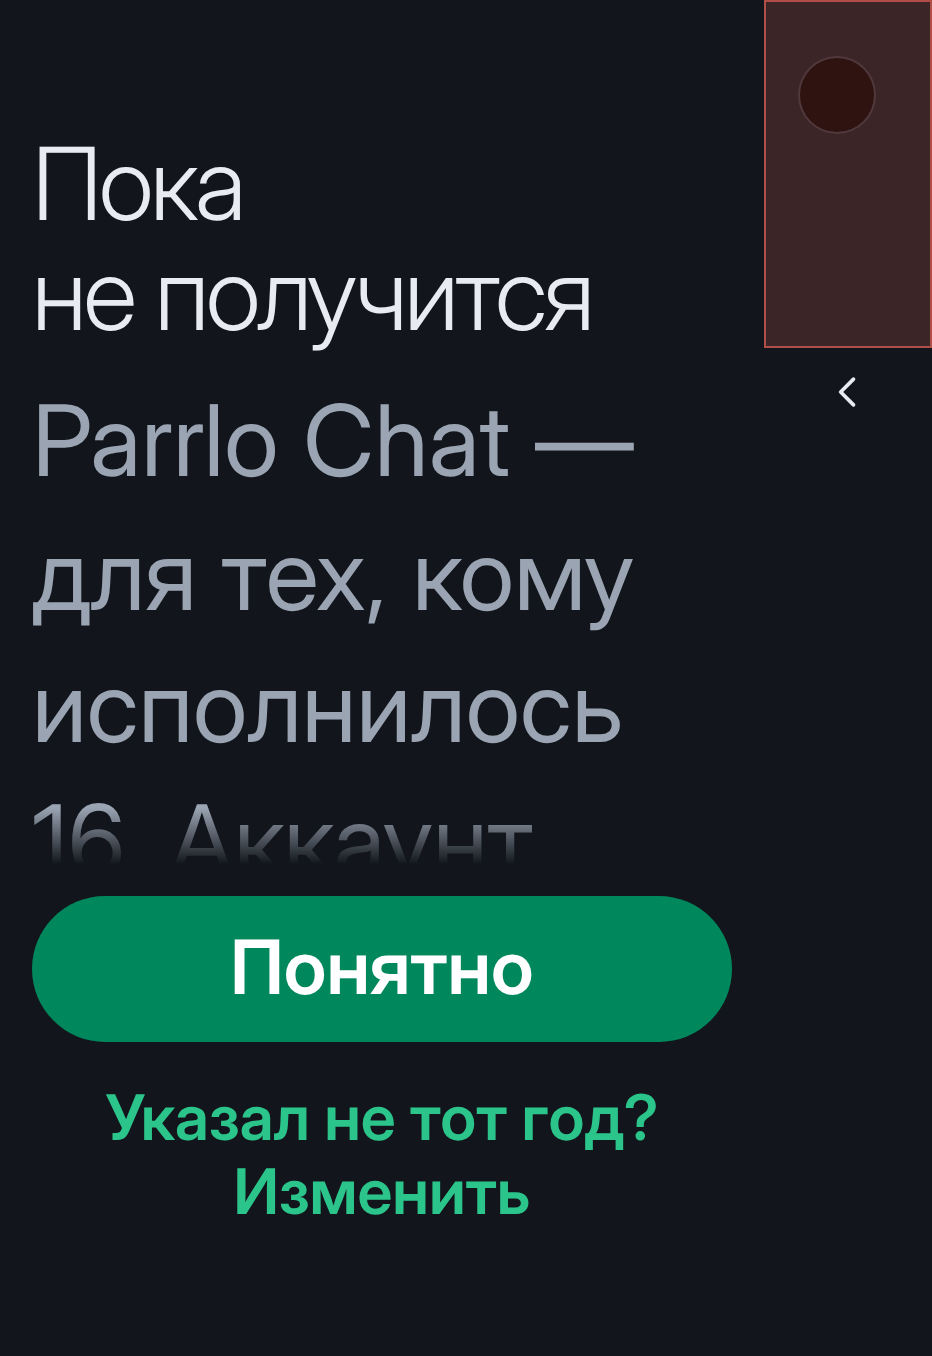 Пока
не получится
Parrlo Chat —
для тех, кому
исполнилось
16. Аккаунт
Понятно
Указал не тот год?
Изменить